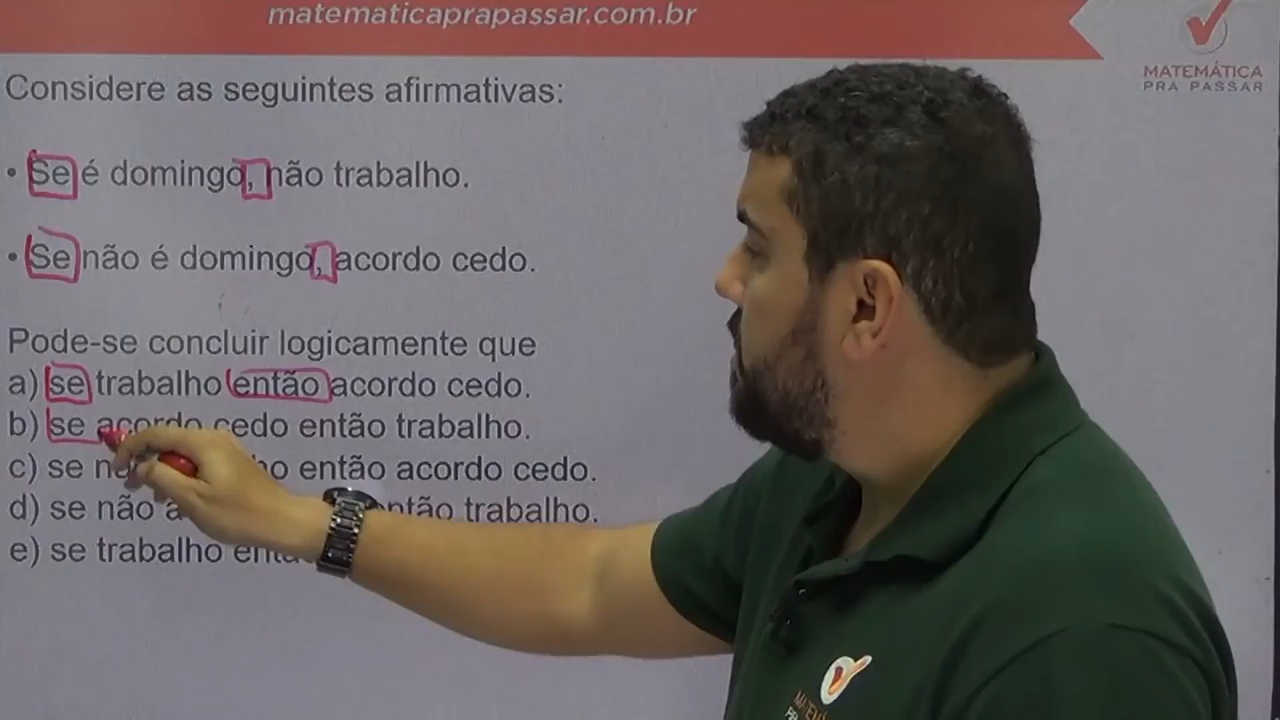 matematicaprapassar.com.br
MATEMÁTICA
PRA PASSAR
Considere as seguintes afirmativas:
• Se é domingo, não trabalho.
• Se não é domingo, acordo cedo.
Pode-se concluir logicamente que
a) se trabalho então acordo cedo.
b) se acordo cedo então trabalho.
c) se então acordo cedo.
d) se não então trabalho.
e) se trabalho